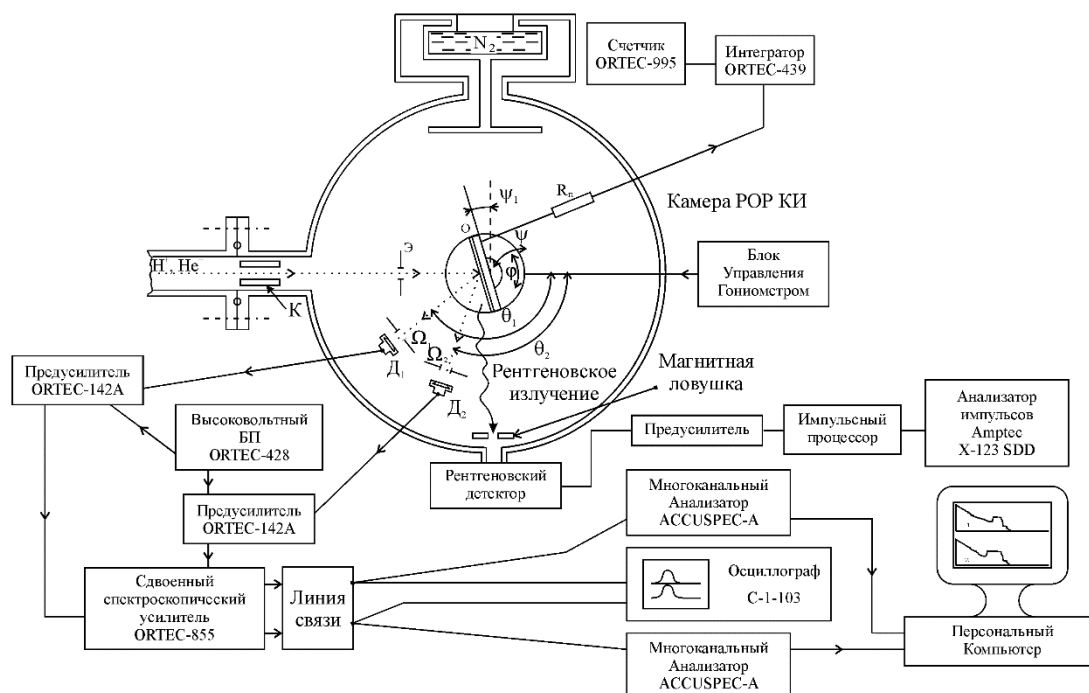 N2
Счетчик
ORTEC-995
Интегратор
ORTEC-439
Ψ1
О
Rn
Камера РОР КИ
Э
ψ
φ
Блок
Управления
Гониомстром
К
θ1
θ2
Ω1
Ω2
Д1
Рентгеновское
излучение
Магнитная
ловушка
Д2
Предусилитель
ORTEC-142A
Высоковольтный
БП
ORTEC-428
Предусилитель
Импульсный
процессор
Анализатор
импульсов
Amptec
X-123 SDD
Рентгеновский
детектор
Предусилитель
ORTEC-142A
Многоканальный
Анализатор
ACCUSPEC-A
1
2
Сдвоенный
спектроскопический
усилитель
ORTEC-855
Линия
связи
Осциллограф
С-1-103
Персональный
Компьютер
Многоканальный
Анализатор
ACCUSPEC-A